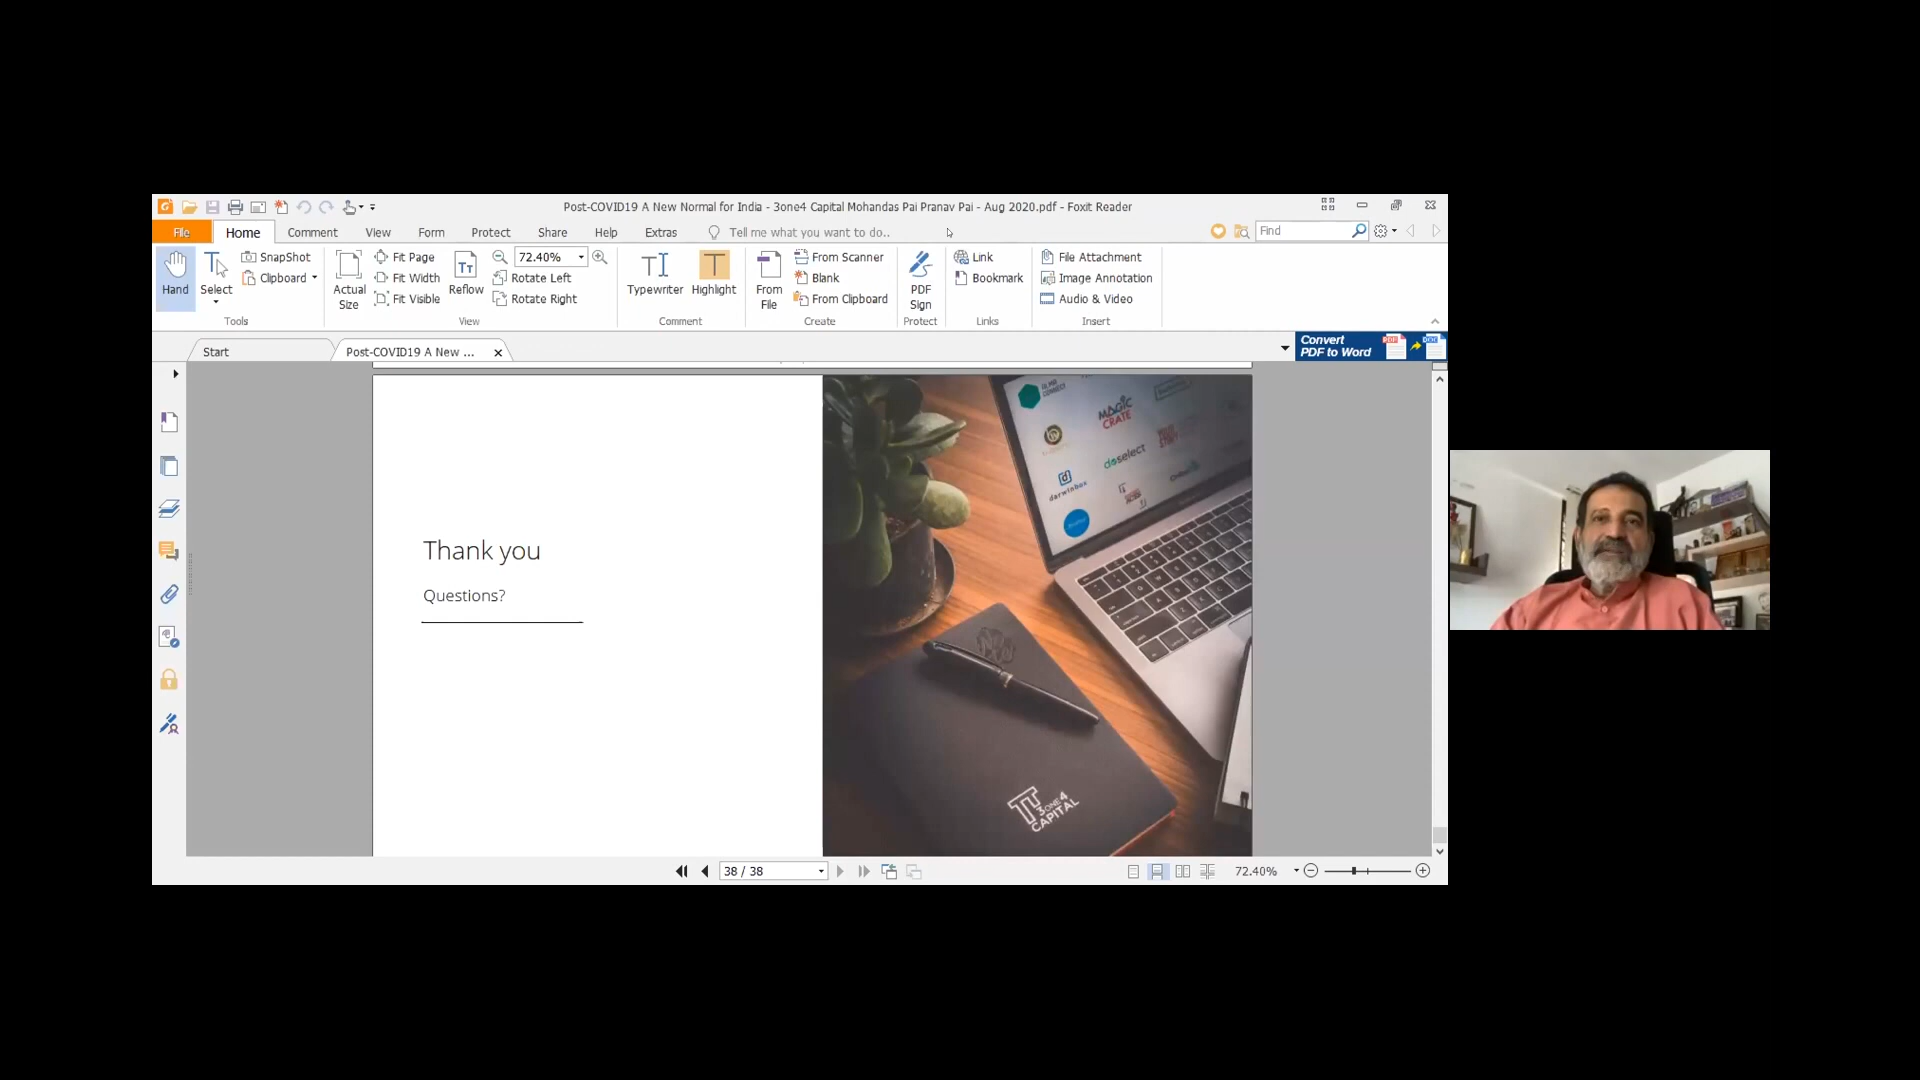 Post-COVID19 A New Normal for India - 3one4 Capital Mohandas Pai Pranav Pai - Aug 2020.pdf - Foxit Reader
File Home Comment View Form Protect Share Help Extras Tell me what you want to do.. Find
Hand
Select
SnapShot
Clipboard
Tools
Actual
Size
Fit Page
Fit Width
Fit Visible
Reflow
72.40%
Rotate Left
Rotate Right
View
Typewriter
Highlight
Comment
From
File
From Scanner
Blank
From Clipboard
Create
PDF
Sign
Protect
Link
Bookmark
Links
File Attachment
Image Annotation
Audio & Video
Insert
Start
Post-COVID19 A New ...
Convert
PDF to Word
Thank you
Questions?
MAGIC
CRATE
doselect
darwinbox
3ONE4
CAPITAL
38 / 38
72.40%